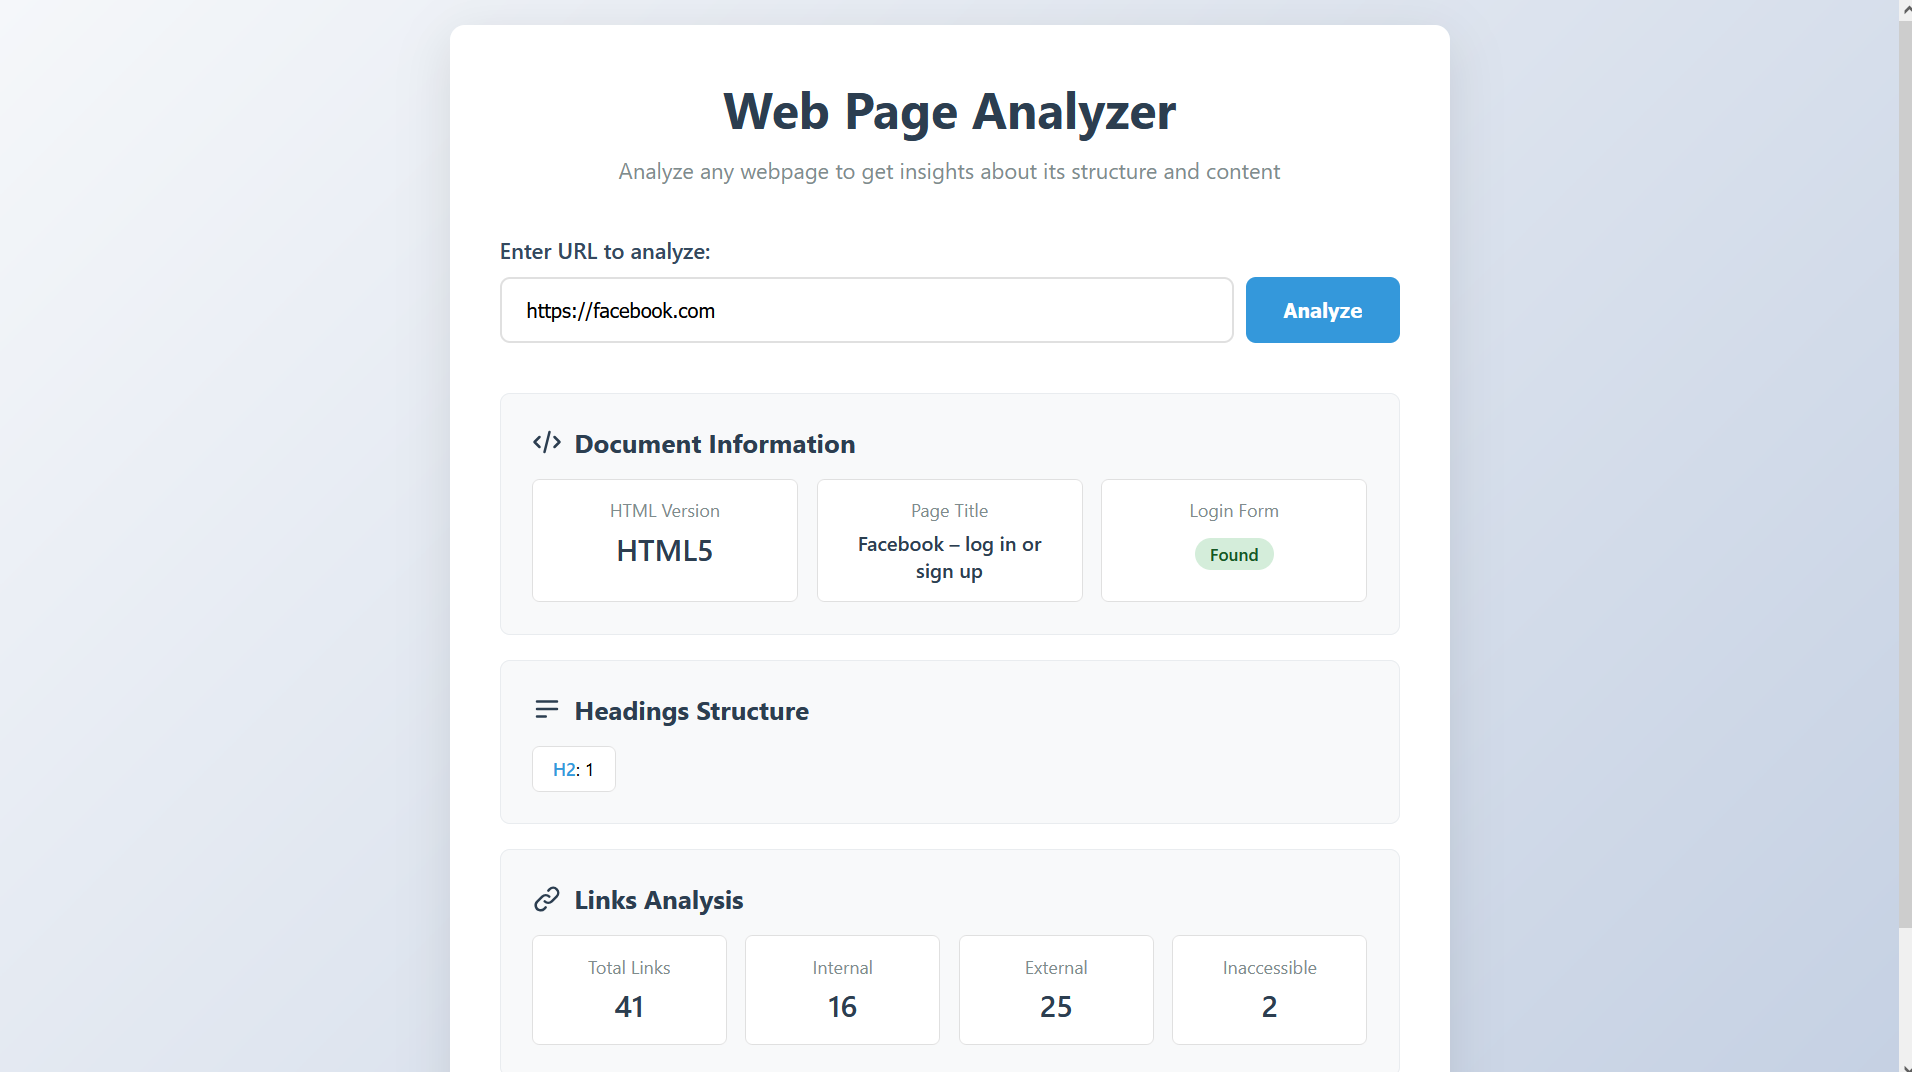 Web Page Analyzer
Analyze any webpage to get insights about its structure and content
Enter URL to analyze:
https://facebook.com
Analyze
Document Information
HTML Version
HTML5
Page Title
Facebook – log in or
sign up
Login Form
Found
Headings Structure
H2: 1
Links Analysis
Total Links
41
Internal
16
External
25
Inaccessible
2